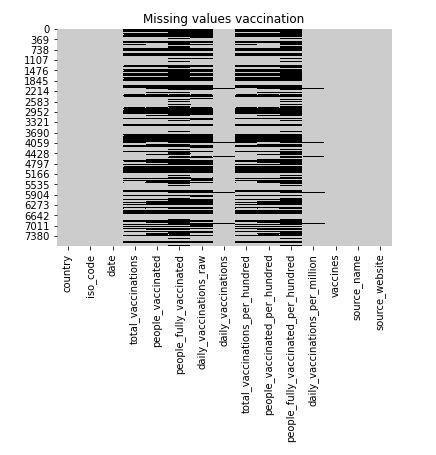 Missing values vaccination
0
369
738
1107
1476
1845
2214
2583
2952
3321
3690
4059
4428
4797
5166
5535
5904
6273
6642
7011
7380
country
iso_code
date
total_vaccinations
people_vaccinated
people_fully_vaccinated
daily_vaccinations_raw
daily_vaccinations
total_vaccinations_per_hundred
people_vaccinated_per_hundred
people_fully_vaccinated_per_hundred
daily_vaccinations_per_million
vaccines
source_name
source_website